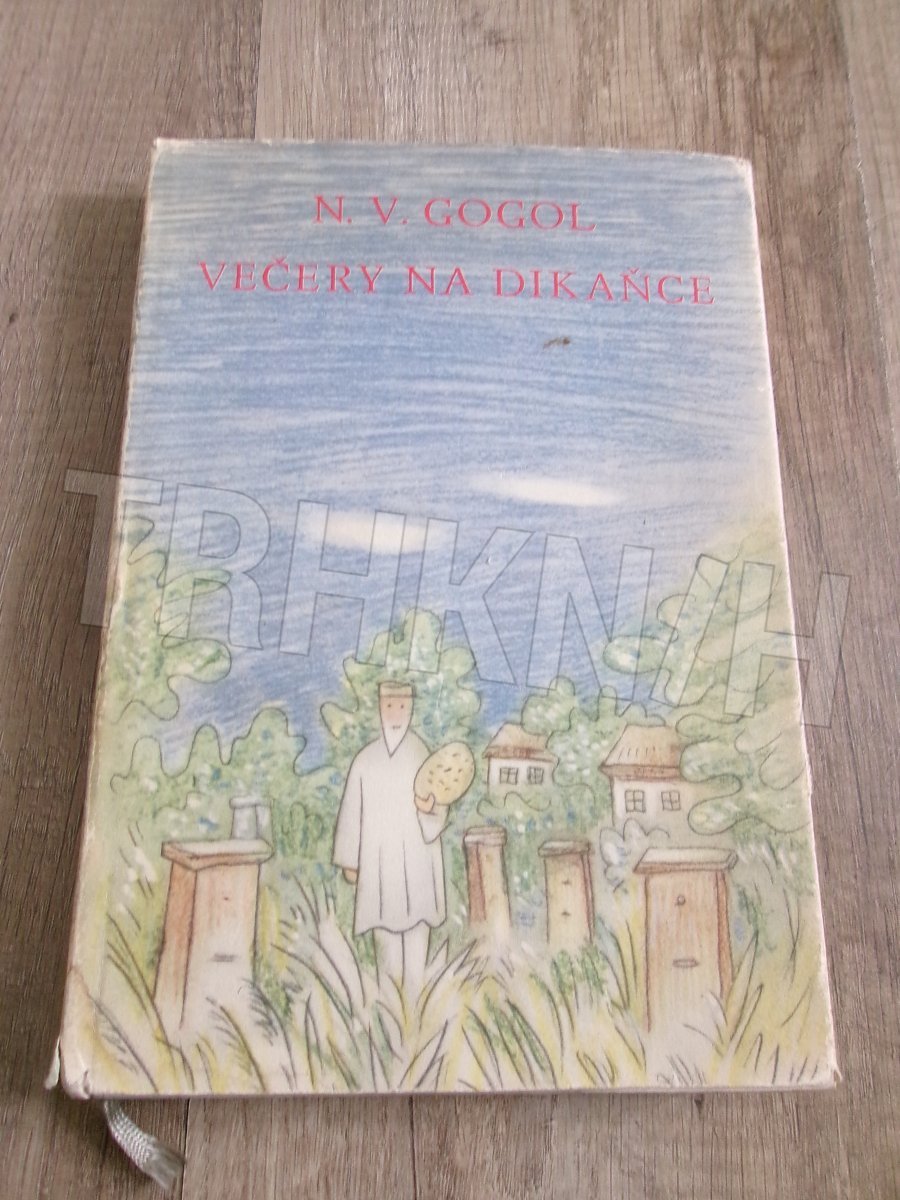 N. V. GOGOL
VEČERY NA DIKAŇCE
TRHKNIH